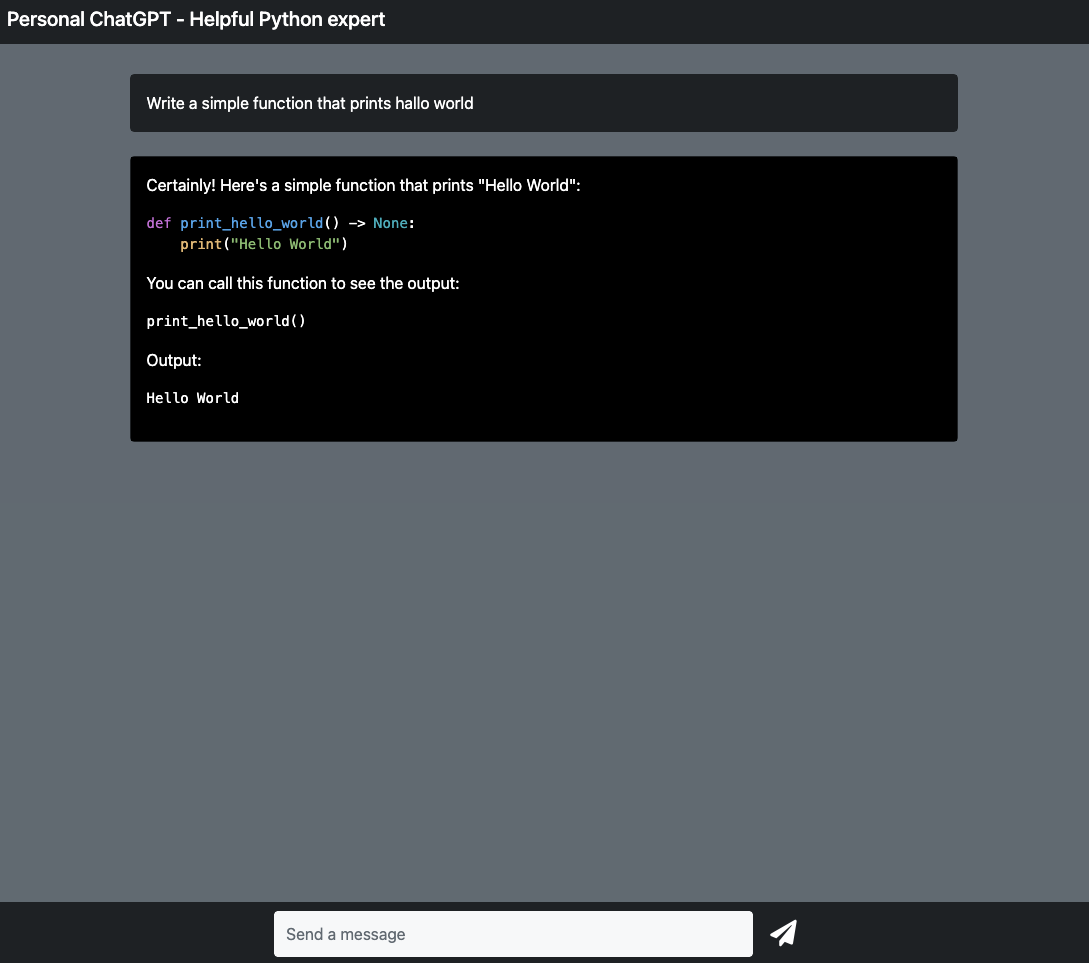 Personal ChatGPT - Helpful Python expert
Write a simple function that prints hallo world
Certainly! Here's a simple function that prints "Hello World":
def print_hello_world() -> None:
    print("Hello World")
You can call this function to see the output:
print_hello_world()
Output:
Hello World
Send a message